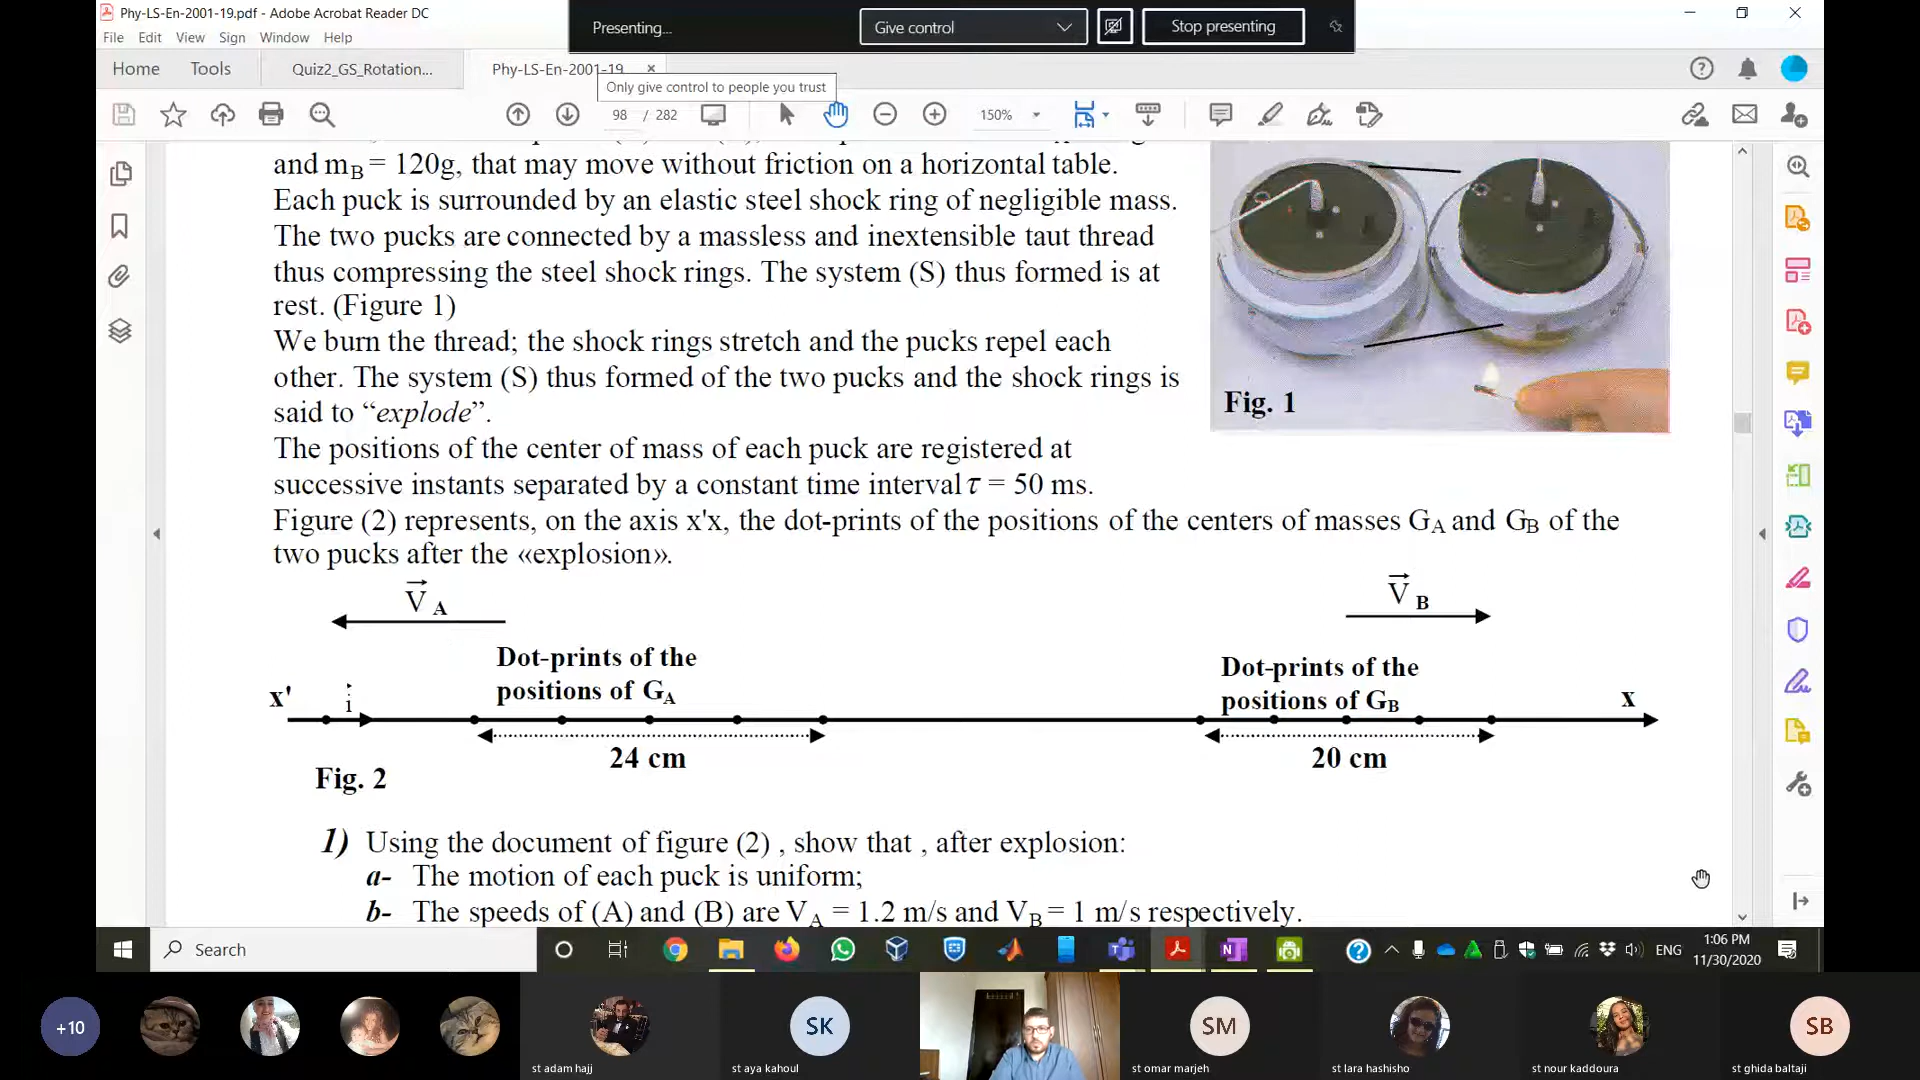 Phy-LS-En-2001-19.pdf - Adobe Acrobat Reader DC
Presenting...
Give control
Stop presenting
File Edit View Sign Window Help
Home Tools Quiz2_GS_Rotation... Phy-LS-En-2001-19... ×
Only give control to people you trust
98 / 282 150%
and mB = 120g, that may move without friction on a horizontal table.
Each puck is surrounded by an elastic steel shock ring of negligible mass.
The two pucks are connected by a massless and inextensible taut thread
thus compressing the steel shock rings. The system (S) thus formed is at
rest. (Figure 1)
We burn the thread; the shock rings stretch and the pucks repel each
other. The system (S) thus formed of the two pucks and the shock rings is
said to “explode”.
Fig. 1
The positions of the center of mass of each puck are registered at
successive instants separated by a constant time interval τ = 50 ms.
Figure (2) represents, on the axis x'x, the dot-prints of the positions of the centers of masses GA and GB of the
two pucks after the «explosion».
V A
V B
Dot-prints of the
positions of GA
Dot-prints of the
positions of GB
x' i x
24 cm
20 cm
Fig. 2
1) Using the document of figure (2) , show that , after explosion:
a- The motion of each puck is uniform;
b- The speeds of (A) and (B) are VA = 1.2 m/s and VB = 1 m/s respectively.
Search
ENG
1:06 PM
11/30/2020
+10
SK
SM
SB
st adam hajj
st aya kahoul
st omar marjeh
st lara hashisho
st nour kaddoura
st ghida baltaji